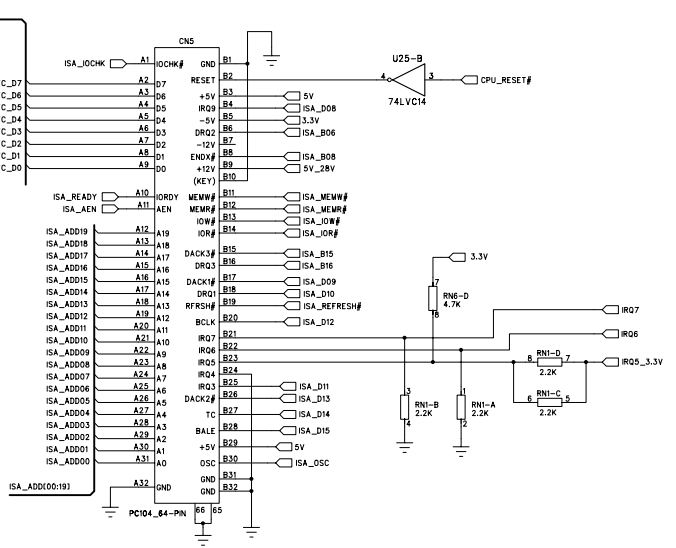 CN5
ISA_IOCHK A1 IOCHK# GND B1
RESET B2 4 U25-B 3 CPU_RESET#
74LVC14
C_D7 A2 D7 +5V B3 5V
C_D6 A3 D6 IRQ9 B4 ISA_D08
C_D5 A4 D5 -5V B5 3.3V
C_D4 A5 D4 DRQ2 B6 ISA_B06
C_D3 A6 D3 -12V B7
C_D2 A7 D2 ENDX# B8 ISA_B08
C_D1 A8 D1 +12V B9 5V_28V
C_D0 A9 D0 (KEY) B10
ISA_READY A10 IORDY MEMW# B11 ISA_MEMW#
ISA_AEN A11 AEN MEMR# B12 ISA_MEMR#
IOW# B13 ISA_IOW#
ISA_ADD19 A12 A19 IOR# B14 ISA_IOR#
ISA_ADD18 A13 A18
ISA_ADD17 A14 A17 DACK3# B15 ISA_B15
ISA_ADD16 A15 A16 DRQ3 B16 ISA_B16
3.3V
ISA_ADD15 A16 A15 DACK1# B17 ISA_D09
ISA_ADD14 A17 A14 DRQ1 B18 ISA_D10
ISA_ADD13 A18 A13 RFRSH# B19 ISA_REFRESH#
7 RN6-D 4.7K 8
ISA_ADD12 A19 A12 BCLK B20 ISA_D12
ISA_ADD11 A20 A11 IRQ7 B21 IRQ7
ISA_ADD10 A21 A10 IRQ6 B22 IRQ6
ISA_ADD09 A22 A9 IRQ5 B23 8 RN1-D 7 IRQ5_3.3V
2.2K
ISA_ADD08 A23 A8 IRQ4 B24
ISA_ADD07 A24 A7 IRQ3 B25 ISA_D11
ISA_ADD06 A25 A6 DACK2# B26 ISA_D13
3 RN1-B 2.2K 4
1 RN1-A 2.2K 2
6 RN1-C 5
2.2K
ISA_ADD05 A26 A5 TC B27 ISA_D14
ISA_ADD04 A27 A4
ISA_ADD03 A28 A3 BALE B28 ISA_D15
ISA_ADD02 A29 A2
ISA_ADD01 A30 A1 +5V B29 5V
ISA_ADD00 A31 A0 OSC B30 ISA_OSC
GND B31
ISA_ADD[00:19] A32 GND GND B32
PC104_64-PIN 66 65